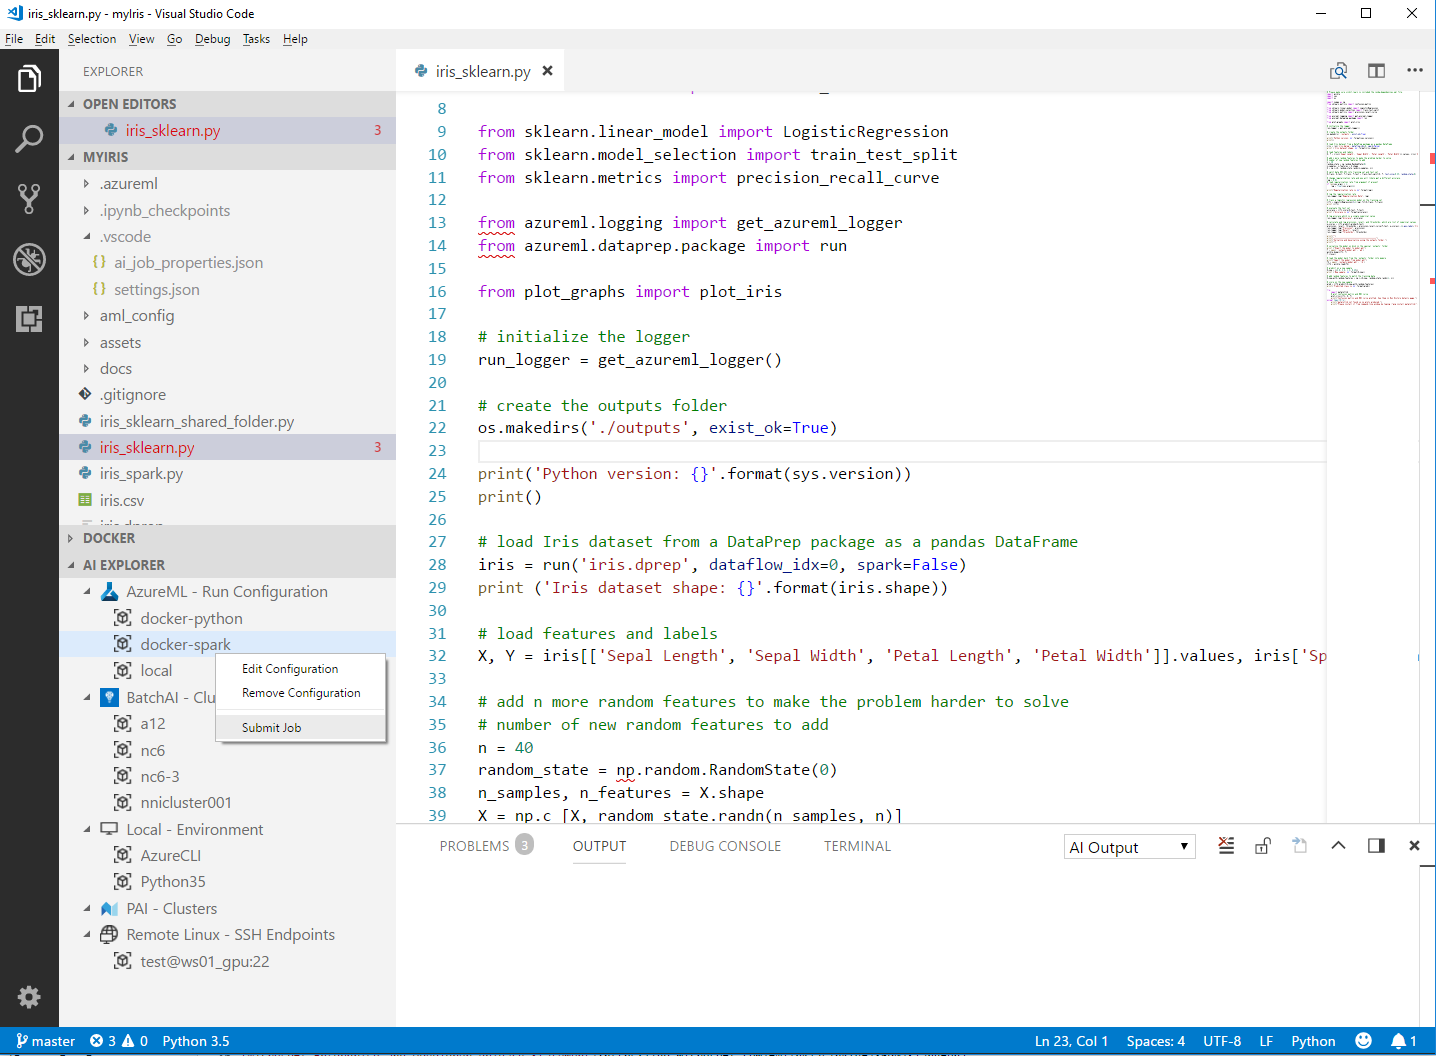 iris_sklearn.py - myIris - Visual Studio Code
File Edit Selection View Go Debug Tasks Help
EXPLORER
OPEN EDITORS
iris_sklearn.py 3
MYIRIS
.azureml
.ipynb_checkpoints
.vscode
{} ai_job_properties.json
{} settings.json
aml_config
assets
docs
.gitignore
iris_sklearn_shared_folder.py
iris_sklearn.py 3
iris_spark.py
iris.csv
iris.dprep
DOCKER
AI EXPLORER
AzureML - Run Configuration
docker-python
docker-spark
local
BatchAI - Clu
a12
nc6
nc6-3
nnicluster001
Local - Environment
AzureCLI
Python35
PAI - Clusters
Remote Linux - SSH Endpoints
test@ws01_gpu:22
Edit Configuration
Remove Configuration
Submit Job
iris_sklearn.py
8
9 from sklearn.linear_model import LogisticRegression
10 from sklearn.model_selection import train_test_split
11 from sklearn.metrics import precision_recall_curve
12
13 from azureml.logging import get_azureml_logger
14 from azureml.dataprep.package import run
15
16 from plot_graphs import plot_iris
17
18 # initialize the logger
19 run_logger = get_azureml_logger()
20
21 # create the outputs folder
22 os.makedirs('./outputs', exist_ok=True)
23
24 print('Python version: {}'.format(sys.version))
25 print()
26
27 # load Iris dataset from a DataPrep package as a pandas DataFrame
28 iris = run('iris.dprep', dataflow_idx=0, spark=False)
29 print ('Iris dataset shape: {}'.format(iris.shape))
30
31 # load features and labels
32 X, Y = iris[['Sepal Length', 'Sepal Width', 'Petal Length', 'Petal Width']].values, iris['Sp
33
34 # add n more random features to make the problem harder to solve
35 # number of new random features to add
36 n = 40
37 random_state = np.random.RandomState(0)
38 n_samples, n_features = X.shape
39 X = np.c_[X, random_state.randn(n_samples, n)]
PROBLEMS 3 OUTPUT DEBUG CONSOLE TERMINAL AI Output
master 3 0 Python 3.5 Ln 23, Col 1 Spaces: 4 UTF-8 LF Python 1